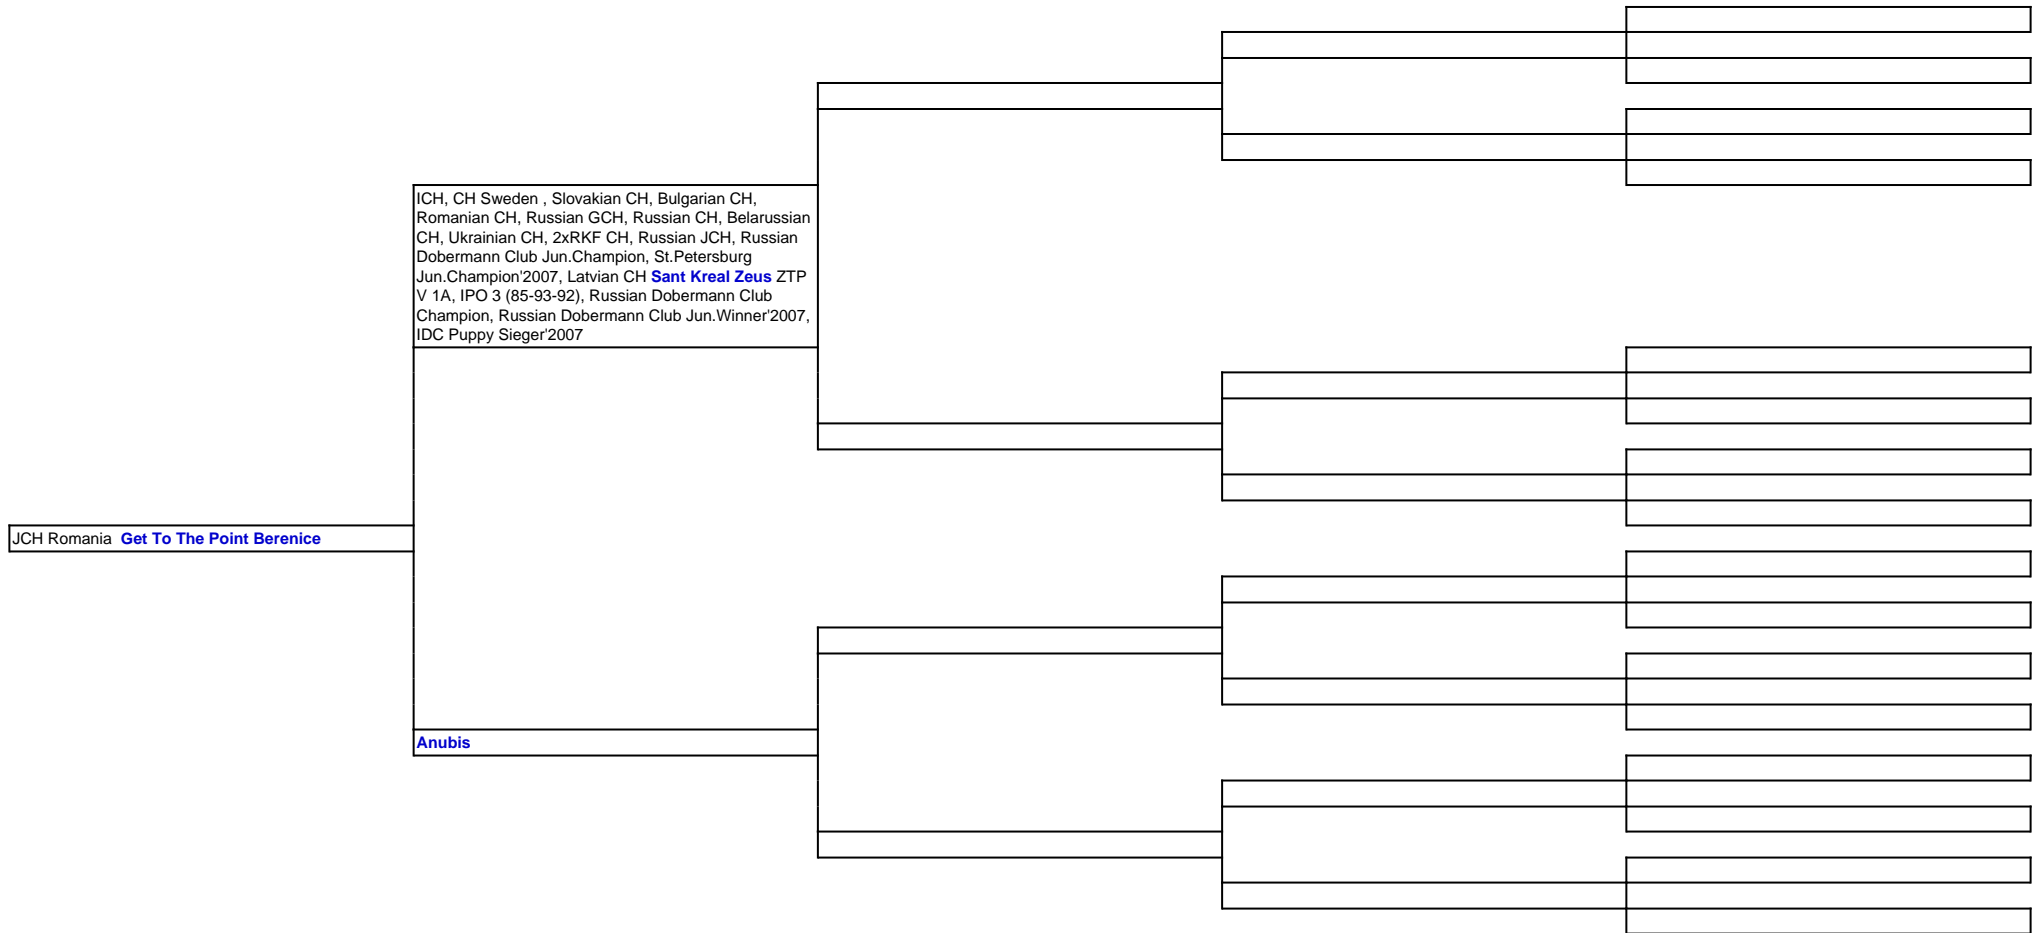 ICH, CH Sweden , Slovakian CH, Bulgarian CH,
Romanian CH, Russian GCH, Russian CH, Belarussian
CH, Ukrainian CH, 2xRKF CH, Russian JCH, Russian
Dobermann Club Jun.Champion, St.Petersburg
Jun.Champion'2007, Latvian CH Sant Kreal Zeus ZTP
V 1A, IPO 3 (85-93-92), Russian Dobermann Club
Champion, Russian Dobermann Club Jun.Winner'2007,
IDC Puppy Sieger'2007
JCH Romania Get To The Point Berenice
Anubis